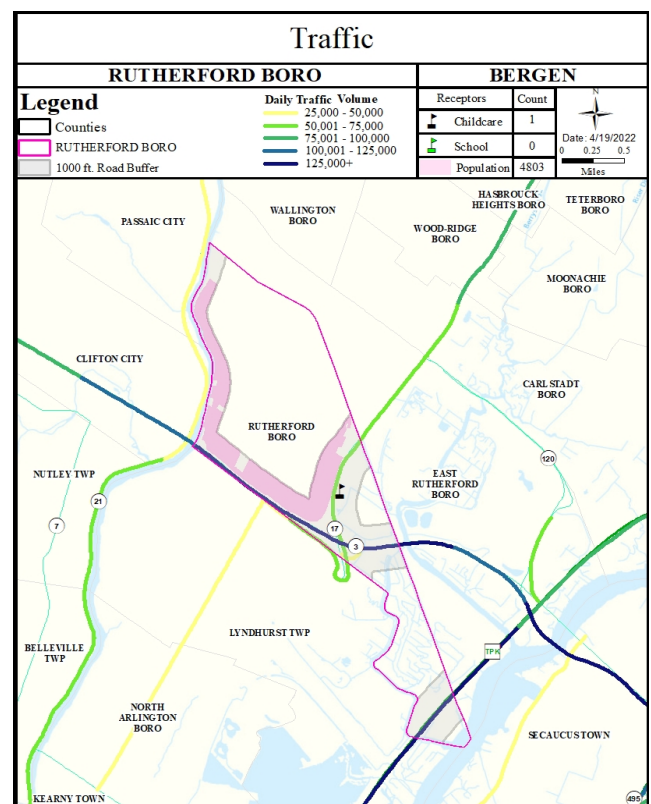 Traffic
RUTHERFORD BORO
BERGEN
Legend
Counties
RUTHERFORD BORO
1000 ft. Road Buffer
Daily Traffic Volume
25,000 - 50,000
50,001 - 75,000
75,001 - 100,000
100,001 - 125,000
125,000+
Receptors Count
Childcare 1
School 0
Population 4803
N
Date: 4/19/2022
0 0.25 0.5
Miles
HASBROUCK
HEIGHTS BORO
TETERBORO
BORO
WALLINGTON
BORO
PASSAIC CITY
WOOD-RIDGE
BORO
MOONACHIE
BORO
CLIFTON CITY
CARLSTADT
BORO
RUTHERFORD
BORO
120
EAST
RUTHERFORD
BORO
NUTLEY TWP
21
7
17
3
LYNDHURST TWP
BELLEVILLE
TWP
TPK
NORTH
ARLINGTON
BORO
SECAUCUS TOWN
KEARNY TOWN
495